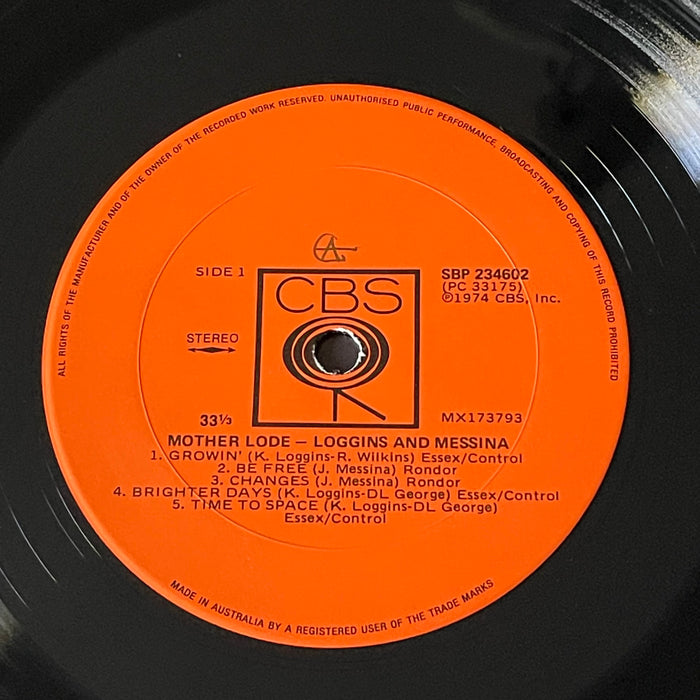 ALL RIGHTS OF THE MANUFACTURER AND OF THE OWNER OF THE RECORDED WORK RESERVED. UNAUTHORISED PUBLIC PERFORMANCE, BROADCASTING AND COPYING OF THIS RECORD PROHIBITED
SIDE 1
SBP 234602
(PC 33175)
℗1974 CBS, Inc.
CBS
STEREO
33⅓
MX173793
MOTHER LODE – LOGGINS AND MESSINA
1. GROWIN' (K. Loggins-R. Wilkins) Essex/Control
2. BE FREE (J. Messina) Rondor
3. CHANGES (J. Messina) Rondor
4. BRIGHTER DAYS (K. Loggins-DL George) Essex/Control
5. TIME TO SPACE (K. Loggins-DL George)
Essex/Control
MADE IN AUSTRALIA BY A REGISTERED USER OF THE TRADE MARKS